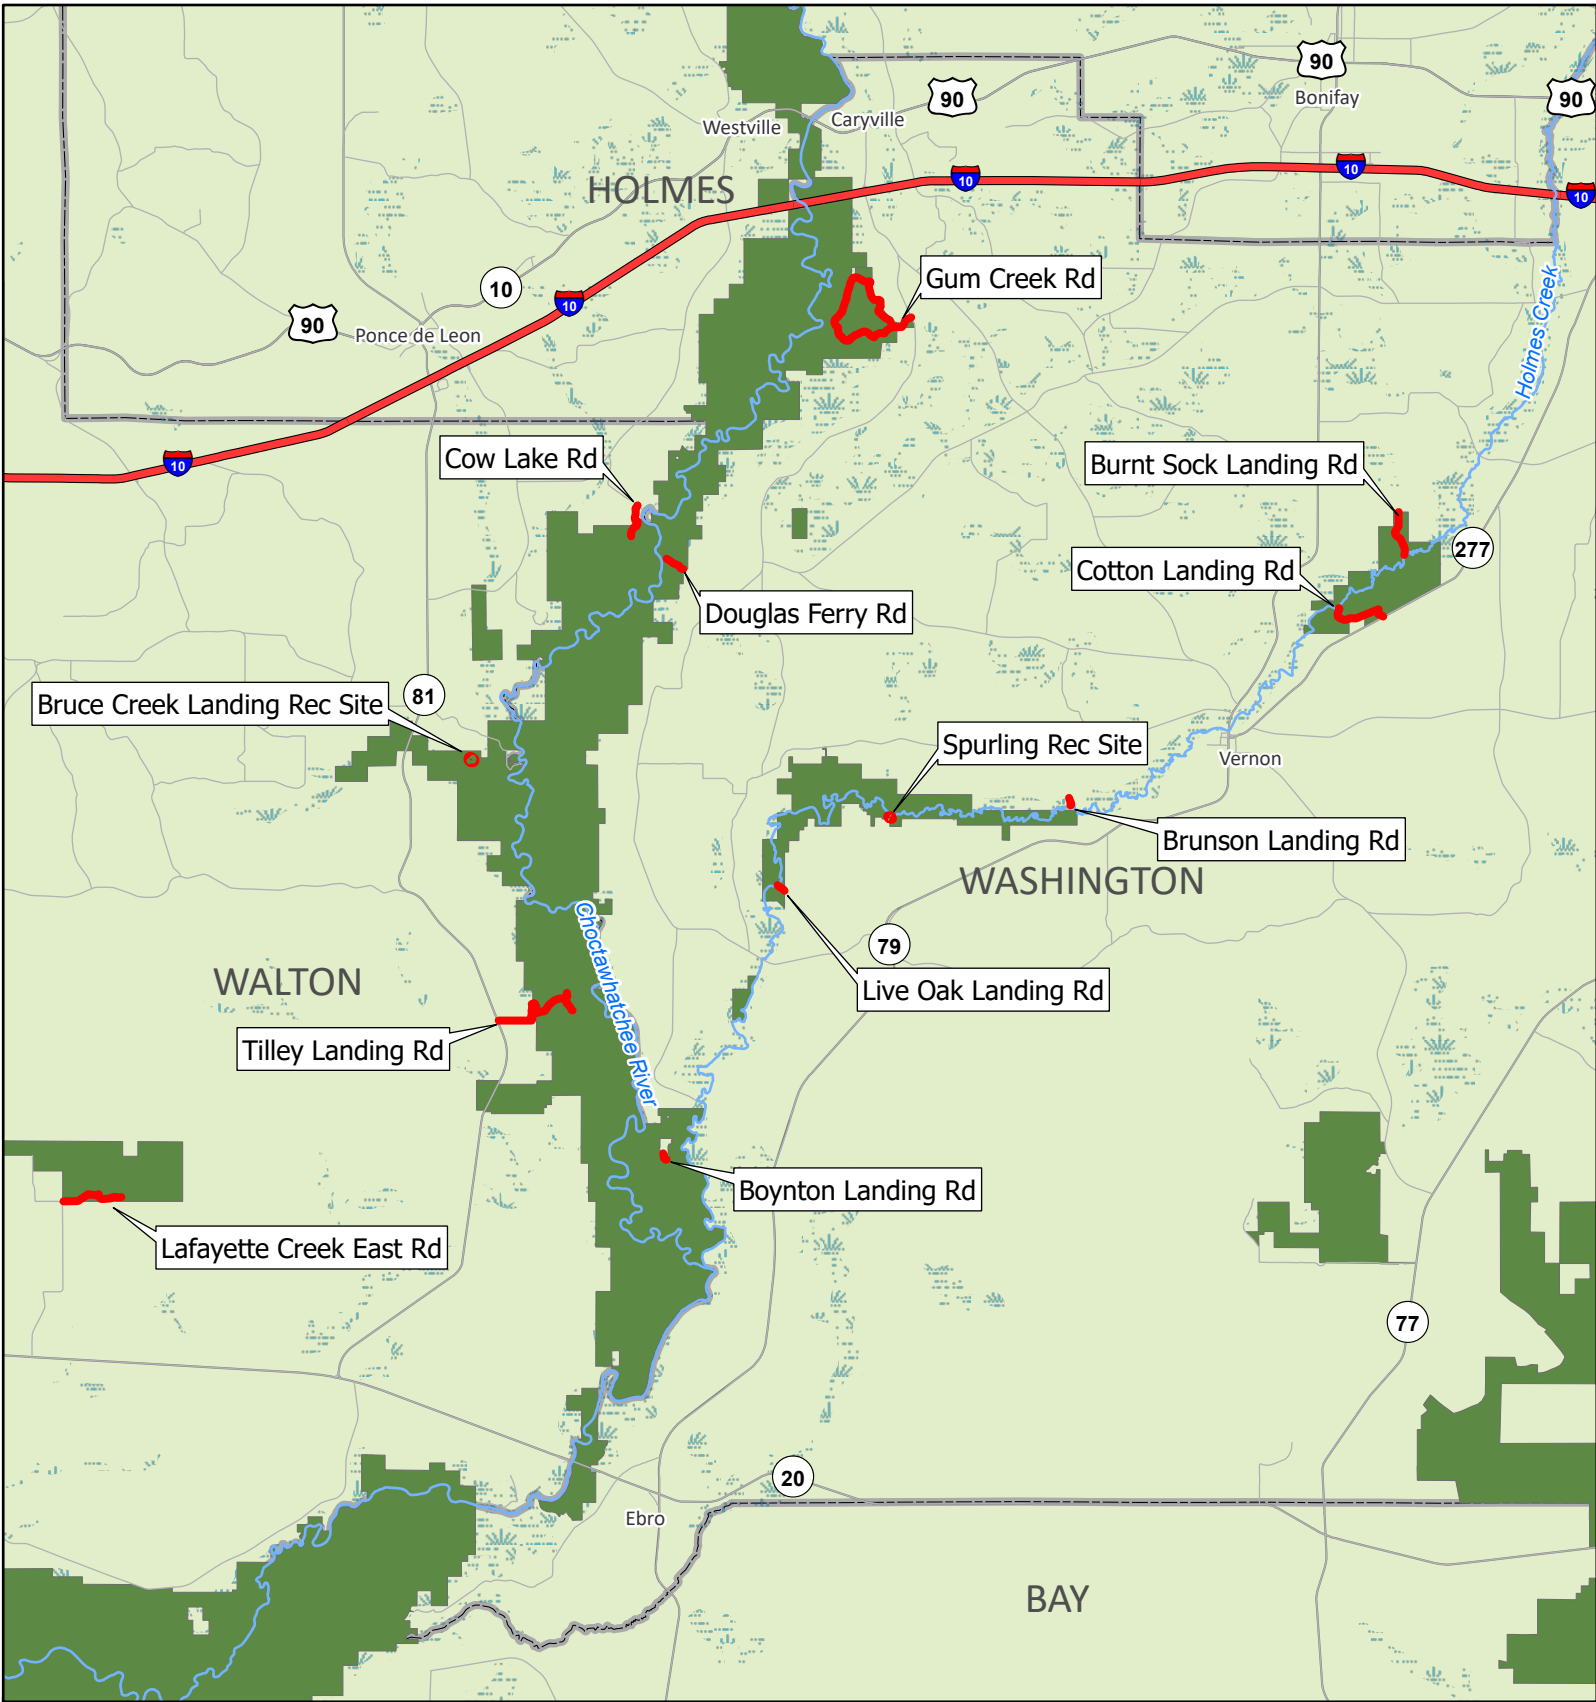 90
90
90
Bonifay
Westville
Caryville
10
10
10
HOLMES
Holmes Creek
Gum Creek Rd
10
10
90
Ponce de Leon
Cow Lake Rd
10
Burnt Sock Landing Rd
277
Cotton Landing Rd
Douglas Ferry Rd
81
Bruce Creek Landing Rec Site
Spurling Rec Site
Vernon
Brunson Landing Rd
WASHINGTON
Choctawhatchee River
79
WALTON
Live Oak Landing Rd
Tilley Landing Rd
Boynton Landing Rd
Lafayette Creek East Rd
77
20
Ebro
BAY